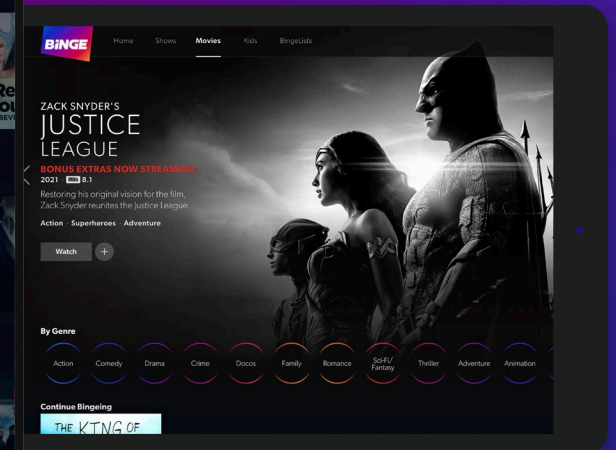 BiNGE
Home Shows Movies Kids BingeLists
ZACK SNYDER'S
JUSTICE
LEAGUE
BONUS EXTRAS NOW STREAMING
2021 · IMDb 8.1
Restoring his original vision for the film,
Zack Snyder reunites the Justice League.
Action · Superheroes · Adventure
Watch +
By Genre
Action Comedy Drama Crime Docos Family Romance Sci-Fi/ Thriller Adventure Animation
Fantasy
Continue Bingeing
THE KING OF